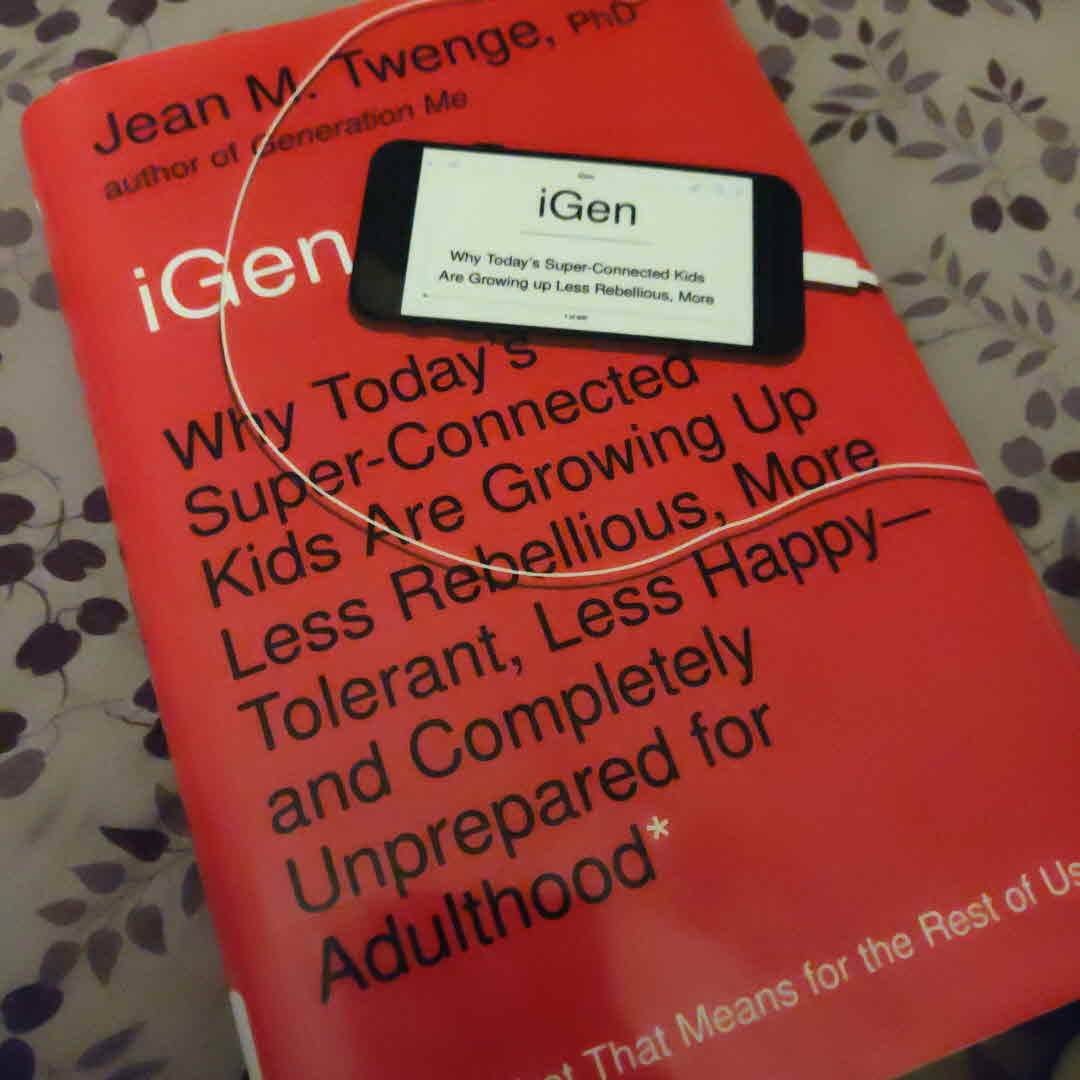 Jean M. Twenge, PhD
author of Generation Me
iGen
iGen
Why Today's Super-Connected Kids
Are Growing up Less Rebellious, More
Why Today's
Super-Connected
Kids Are Growing Up
Less Rebellious, More
Tolerant, Less Happy—
and Completely
Unprepared for
Adulthood*
That Means for the Rest of Us